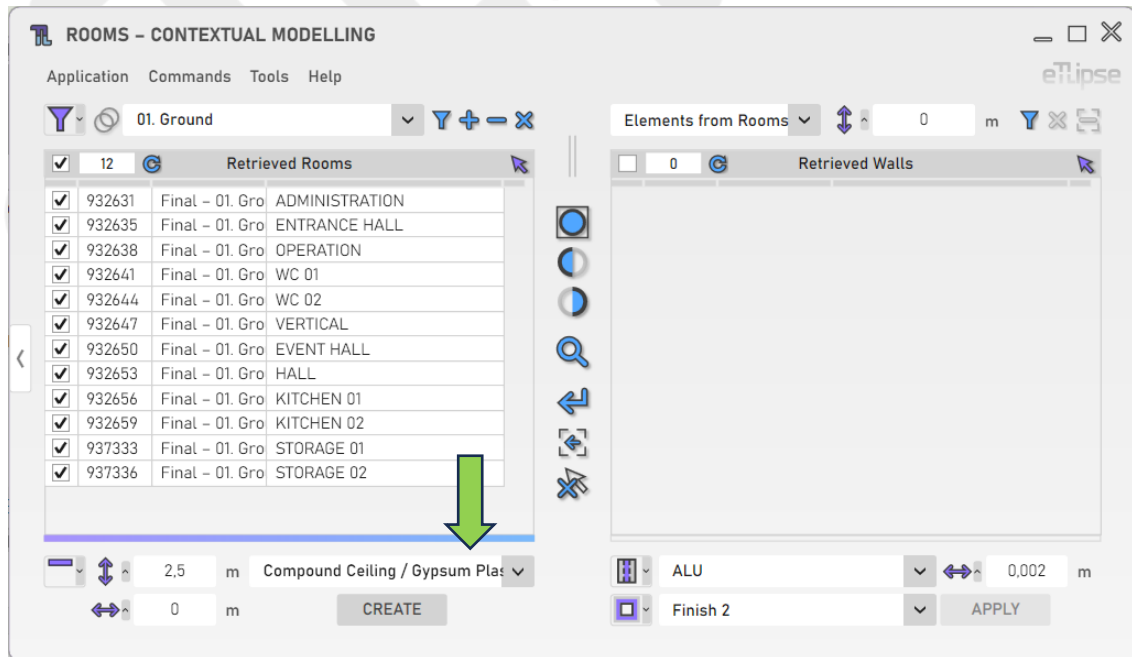 ROOMS – CONTEXTUAL MODELLING
Application Commands Tools Help
eTLipse
01. Ground
Elements from Rooms 0 m
12 Retrieved Rooms
0 Retrieved Walls
932631 Final – 01. Gro ADMINISTRATION
932635 Final – 01. Gro ENTRANCE HALL
932638 Final – 01. Gro OPERATION
932641 Final – 01. Gro WC 01
932644 Final – 01. Gro WC 02
932647 Final – 01. Gro VERTICAL
932650 Final – 01. Gro EVENT HALL
932653 Final – 01. Gro HALL
932656 Final – 01. Gro KITCHEN 01
932659 Final – 01. Gro KITCHEN 02
937333 Final – 01. Gro STORAGE 01
937336 Final – 01. Gro STORAGE 02
2,5 m Compound Ceiling / Gypsum Plas
0 m CREATE
ALU 0,002 m
Finish 2 APPLY